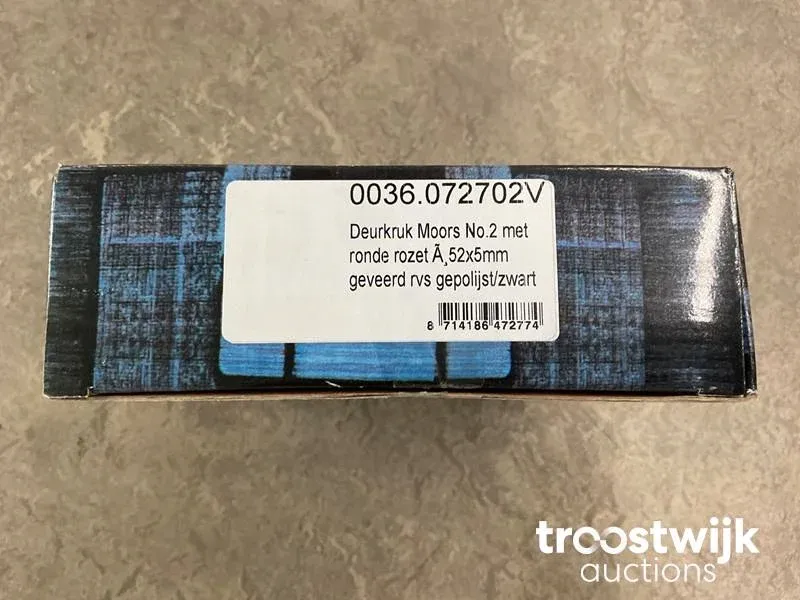 0036.072702V
Deurkruk Moors No.2 met
ronde rozet Ã¸52x5mm
geveerd rvs gepolijst/zwart
8 714186 472774
troostwijk
auctions